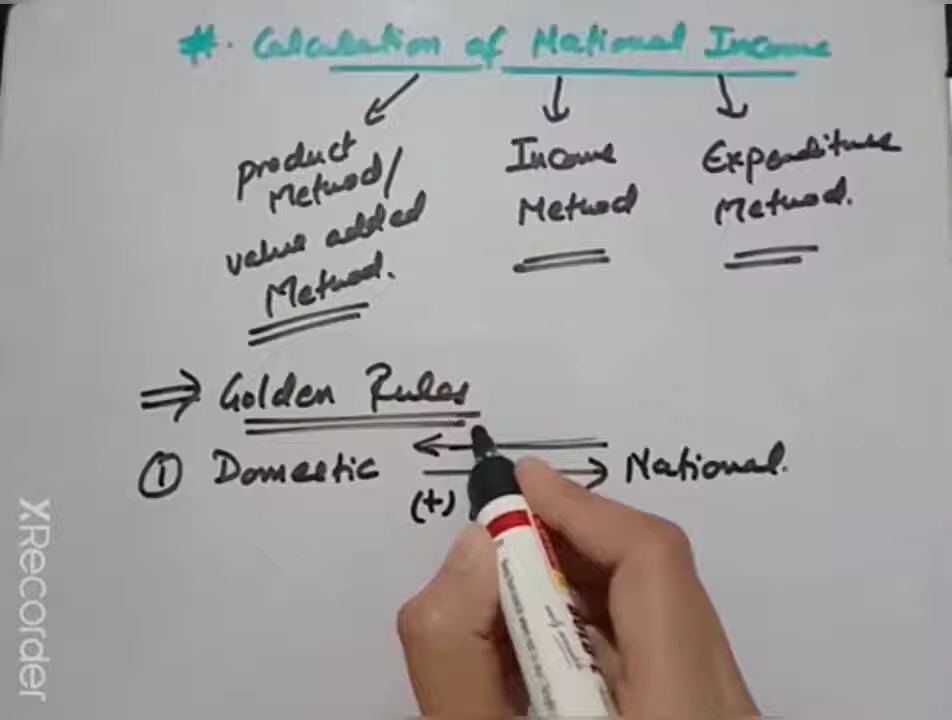 #. Calculation of National Income
product
Method/
value added
Method.
Income
Method
Expenditure
Method.
⇒ Golden Rules
① Domestic ⇄ National.
(+)
XRecorder